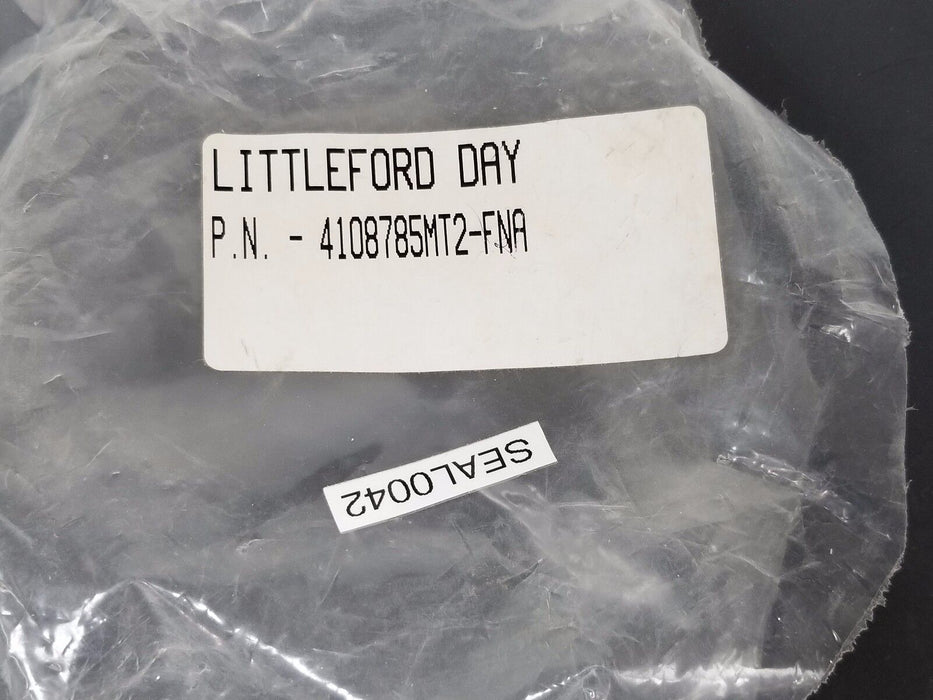 LITTLEFORD DAY
P.N. - 4108785MT2-FNA
SEAL0042